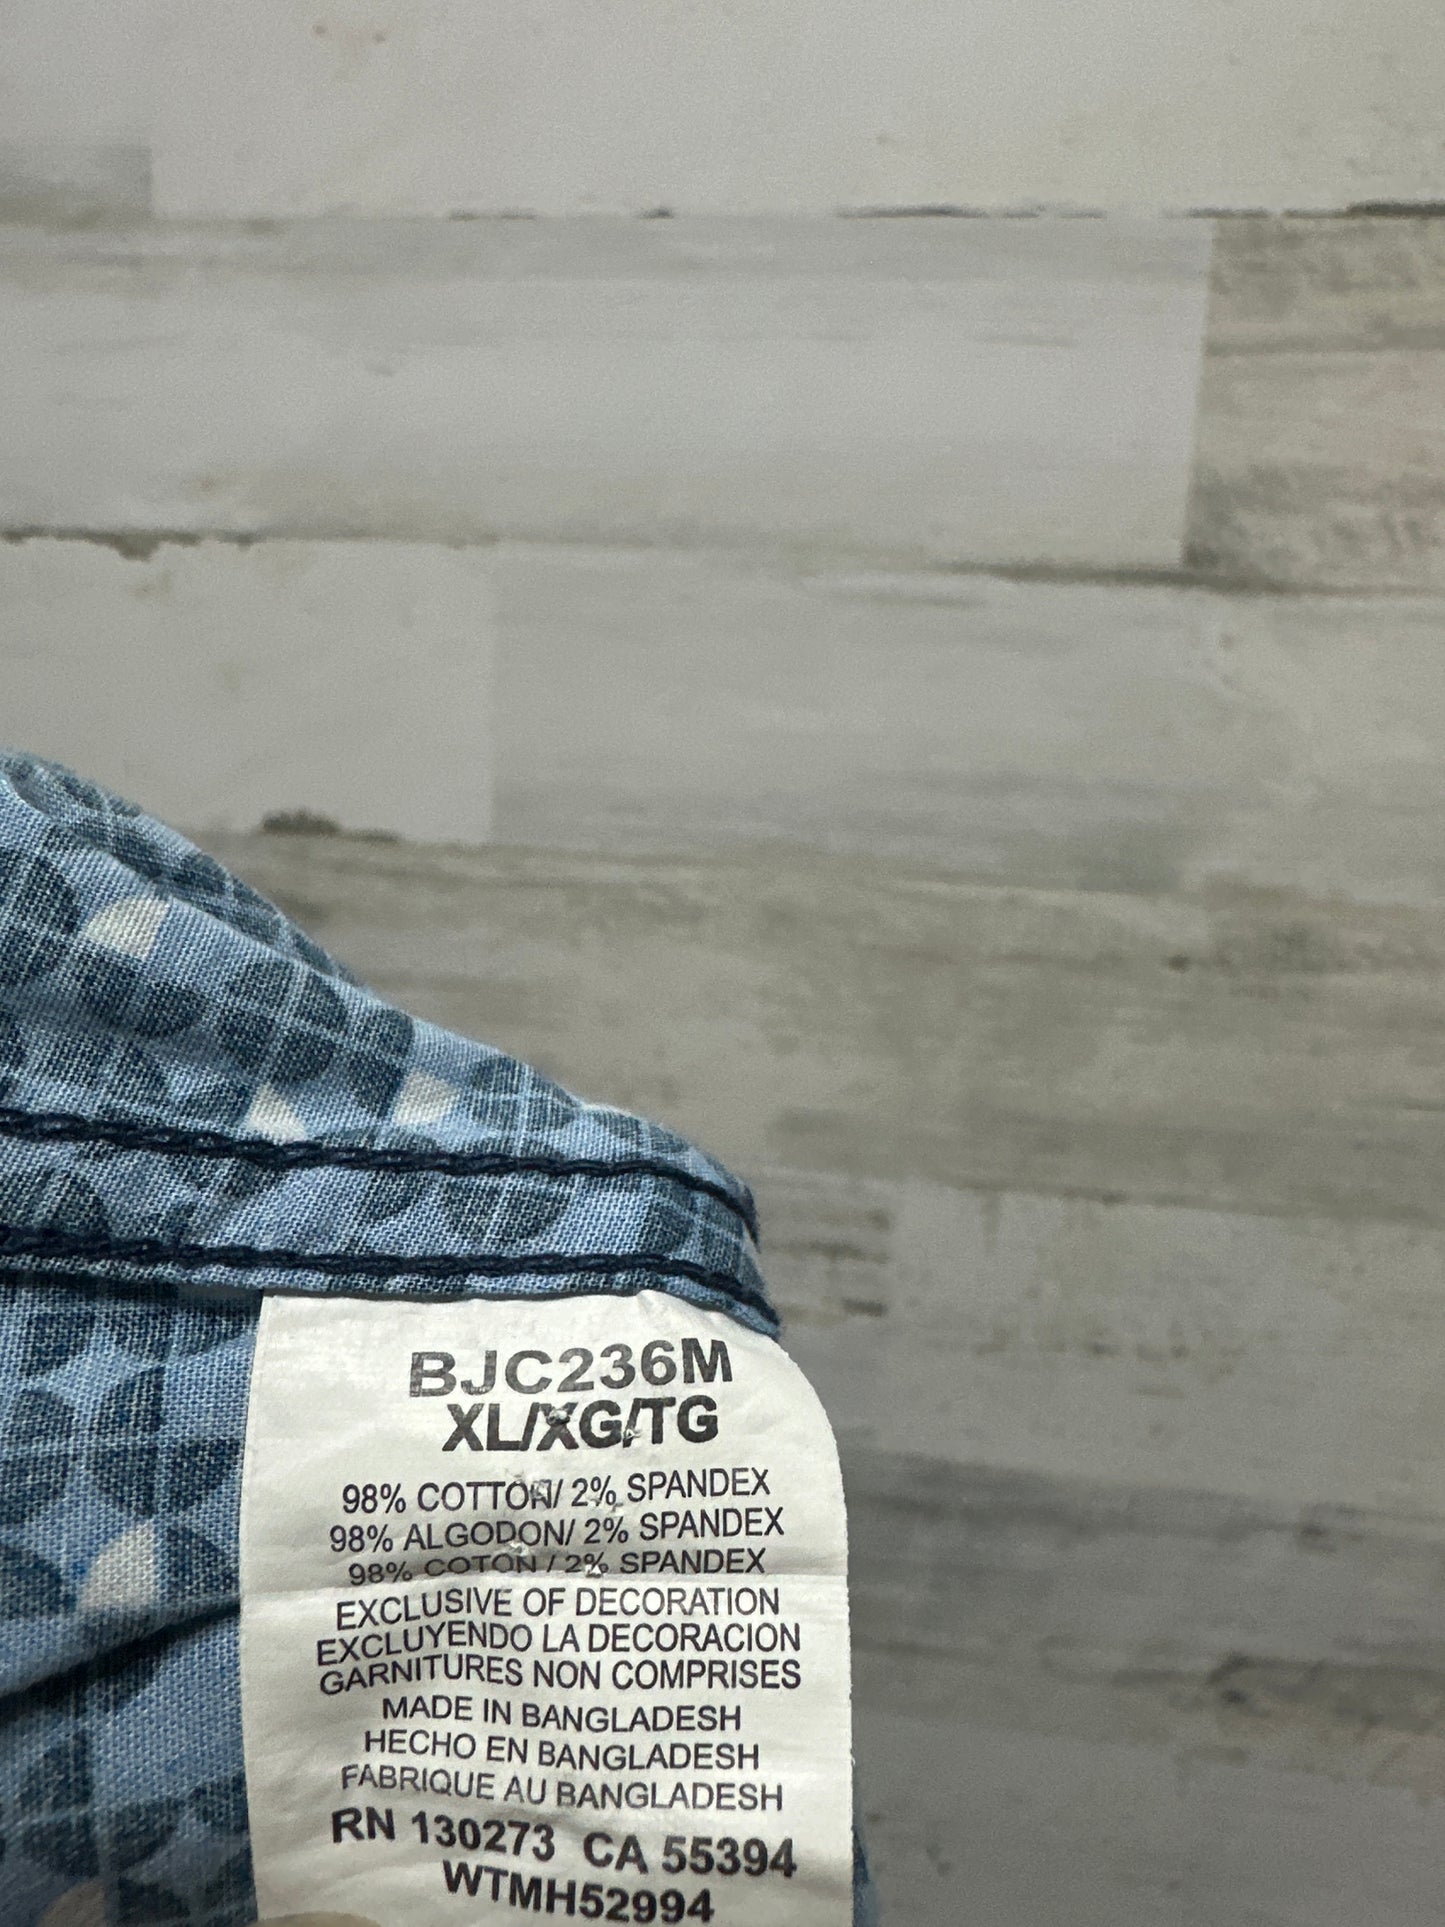 BJC236M
XL/XG/TG
98% COTTON/ 2% SPANDEX
98% ALGODON/ 2% SPANDEX
98% COTON / 2% SPANDEX
EXCLUSIVE OF DECORATION
EXCLUYENDO LA DECORACION
GARNITURES NON COMPRISES
MADE IN BANGLADESH
HECHO EN BANGLADESH
FABRIQUE AU BANGLADESH
RN 130273 CA 55394
WTMH52994